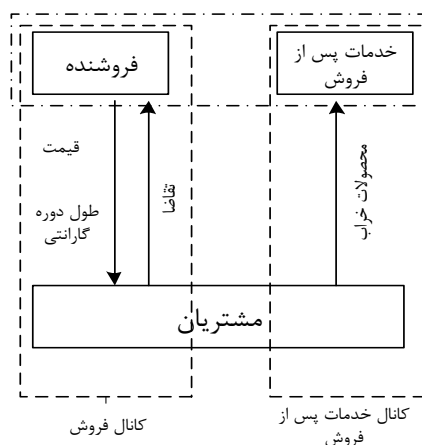 فروشنده
خدمات پس از
فروش
قیمت
طول دوره
گارانتی
تقاضا
محصولات خراب
مشتریان
کانال فروش
کانال خدمات پس از
فروش